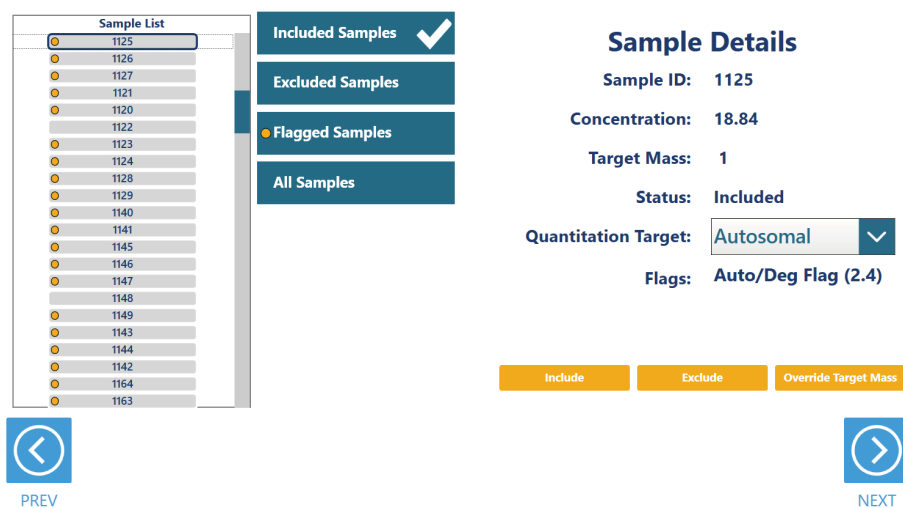 Sample List
1125
1126
1127
1121
1120
1122
1123
1124
1128
1129
1140
1141
1145
1146
1147
1148
1149
1143
1144
1142
1164
1163
Included Samples
Excluded Samples
Flagged Samples
All Samples
Sample Details
Sample ID: 1125
Concentration: 18.84
Target Mass: 1
Status: Included
Quantitation Target: Autosomal
Flags: Auto/Deg Flag (2.4)
Include Exclude Override Target Mass
PREV NEXT